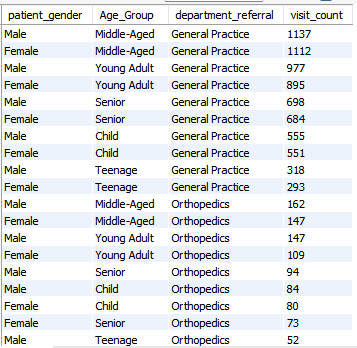 patient_gender Age_Group department_referral visit_count
Male Middle-Aged General Practice 1137
Female Middle-Aged General Practice 1112
Male Young Adult General Practice 977
Female Young Adult General Practice 895
Male Senior General Practice 698
Female Senior General Practice 684
Male Child General Practice 555
Female Child General Practice 551
Male Teenage General Practice 318
Female Teenage General Practice 293
Male Middle-Aged Orthopedics 162
Female Middle-Aged Orthopedics 147
Male Young Adult Orthopedics 147
Female Young Adult Orthopedics 109
Male Senior Orthopedics 94
Male Child Orthopedics 84
Female Child Orthopedics 80
Female Senior Orthopedics 73
Male Teenage Orthopedics 52